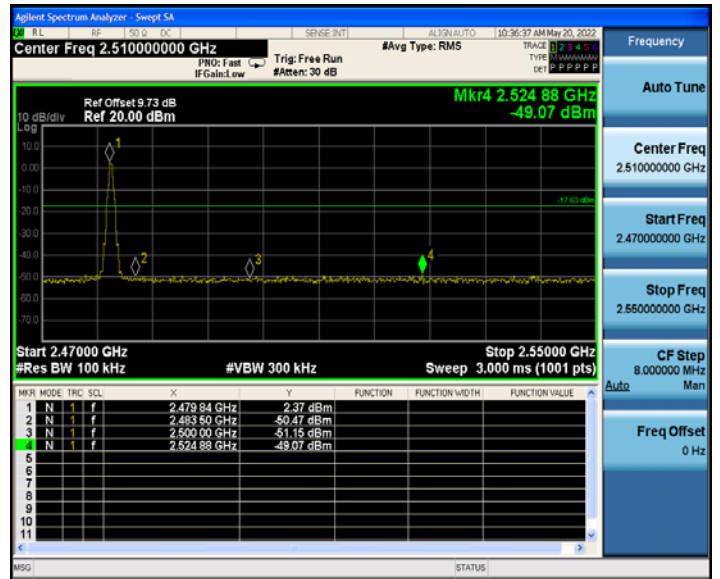 Agilent Spectrum Analyzer - Swept SA
RL RF 50 Ω DC SENSE:INT ALIGNAUTO 10:36:37 AM May 20, 2022
Center Freq 2.510000000 GHz
PNO: Fast
IFGain:Low
Trig: Free Run
#Atten: 30 dB
#Avg Type: RMS
TRACE 1 2 3 4 5 6
TYPE M W W W W W
DET P P P P P P
Ref Offset 9.73 dB
Ref 20.00 dBm
10 dB/div
Log
Mkr4 2.524 88 GHz
-49.07 dBm
10.0
0.00
-10.0
-20.0
-30.0
-40.0
-50.0
-60.0
-70.0
1
2
3
4
-17.63 dBm
Start 2.47000 GHz Stop 2.55000 GHz
#Res BW 100 kHz #VBW 300 kHz Sweep 3.000 ms (1001 pts)
MKR MODE TRC SCL X Y FUNCTION FUNCTION WIDTH FUNCTION VALUE
1 N 1 f 2.479 84 GHz 2.37 dBm
2 N 1 f 2.483 50 GHz -50.47 dBm
3 N 1 f 2.500 00 GHz -51.15 dBm
4 N 1 f 2.524 88 GHz -49.07 dBm
5
6
7
8
9
10
11
MSG STATUS
Frequency
Auto Tune
Center Freq
2.510000000 GHz
Start Freq
2.470000000 GHz
Stop Freq
2.550000000 GHz
CF Step
8.000000 MHz
Auto Man
Freq Offset
0 Hz